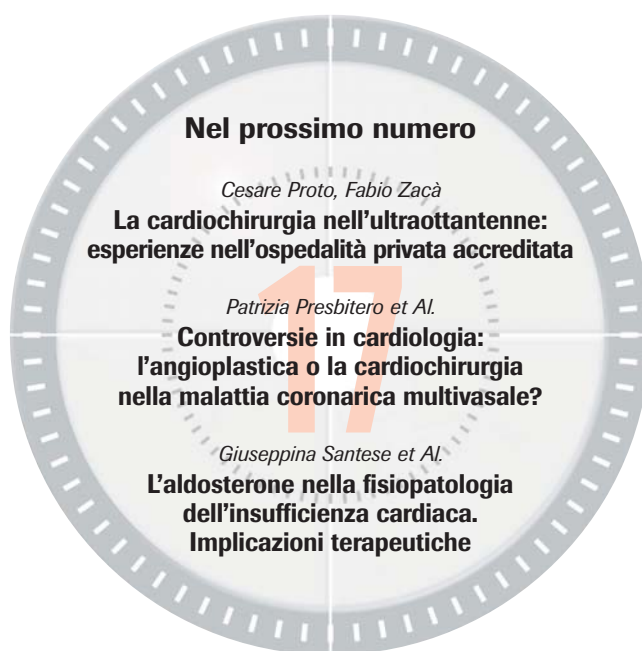 Nel prossimo numero
Cesare Proto, Fabio Zacà
La cardiochirurgia nell'ultraottantenne:
esperienze nell'ospedalità privata accreditata
17
Patrizia Presbitero et Al.
Controversie in cardiologia:
l'angioplastica o la cardiochirurgia
nella malattia coronarica multivasale?
Giuseppina Santese et Al.
L'aldosterone nella fisiopatologia
dell'insufficienza cardiaca.
Implicazioni terapeutiche